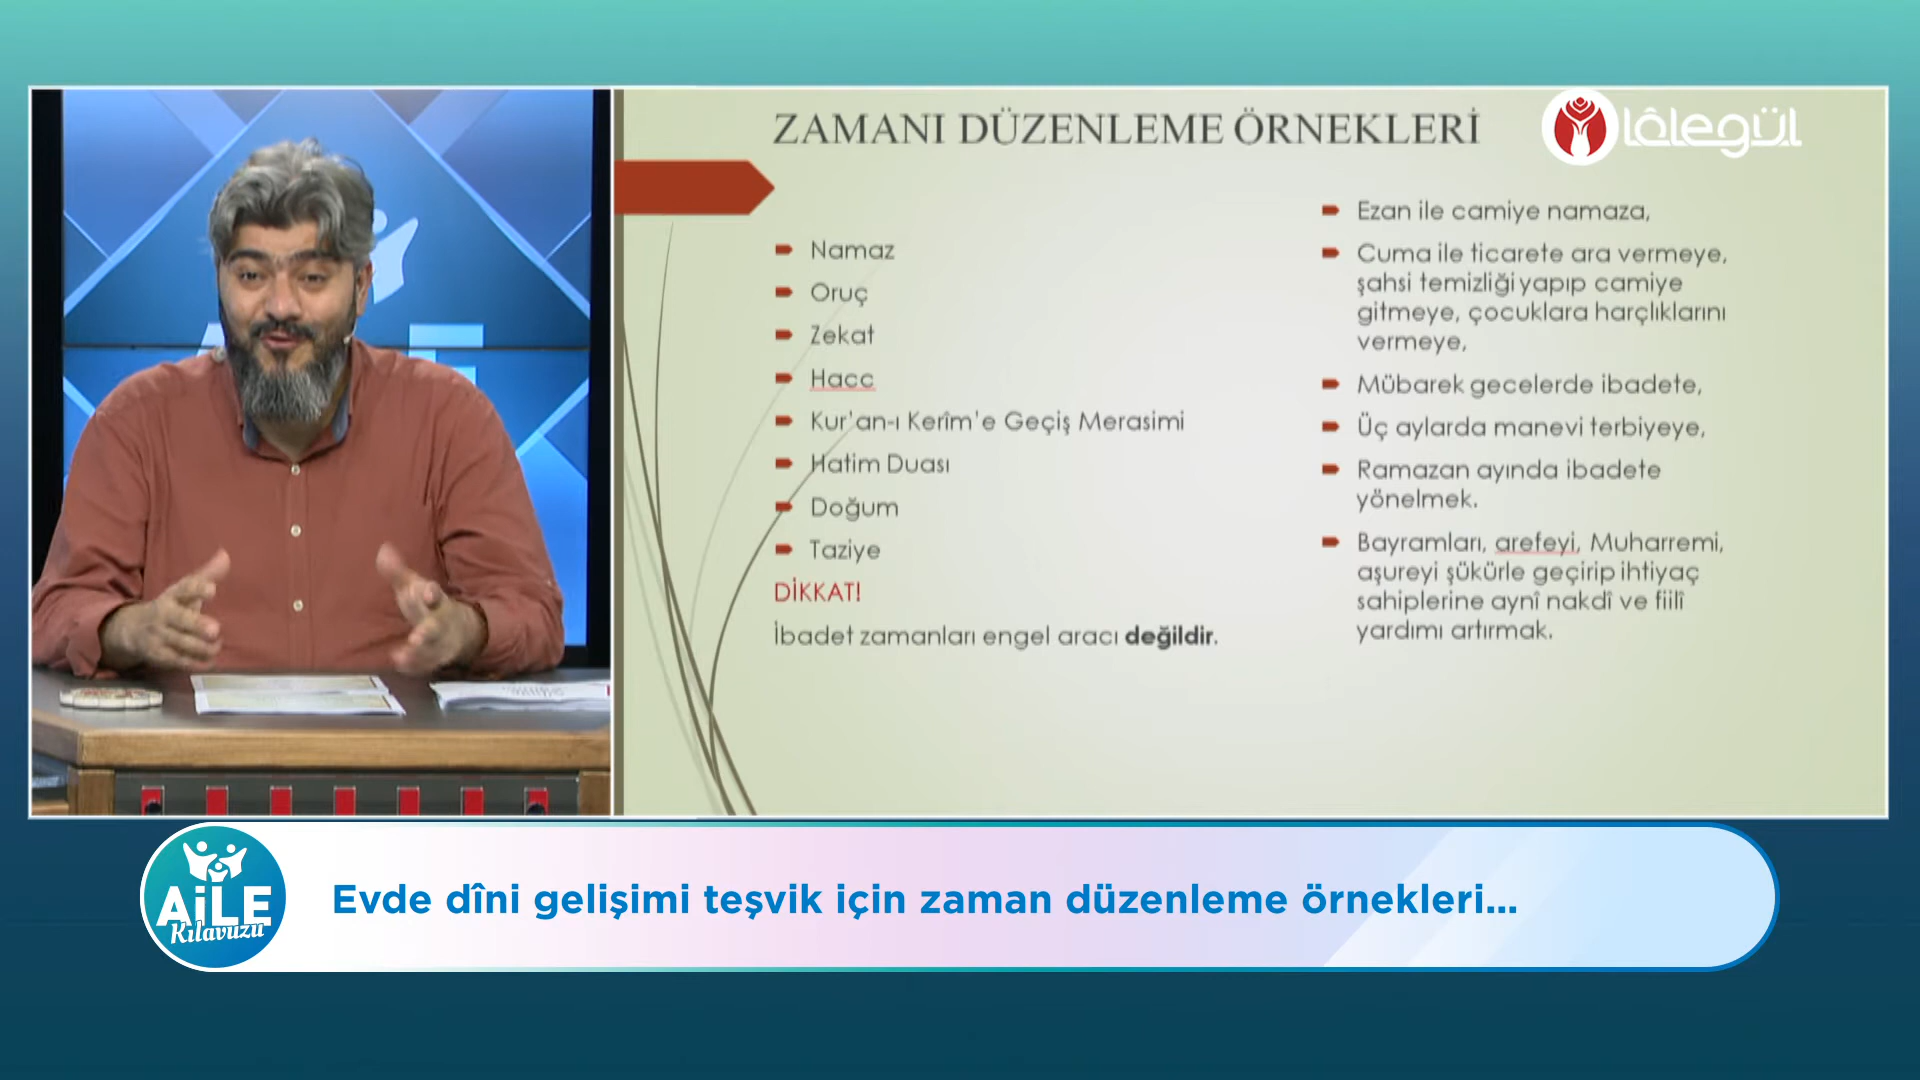 ZAMANI DÜZENLEME ÖRNEKLERİ
lâlegül
Namaz
Oruç
Zekat
Hacc
Kur'an-ı Kerîm'e Geçiş Merasimi
Hatim Duası
Doğum
Taziye
DİKKAT!
İbadet zamanları engel aracı değildir.
Ezan ile camiye namaza,
Cuma ile ticarete ara vermeye,
şahsi temizliği yapıp camiye
gitmeye, çocuklara harçlıklarını
vermeye,
Mübarek gecelerde ibadete,
Üç aylarda manevi terbiyeye,
Ramazan ayında ibadete
yönelmek.
Bayramları, arefeyi, Muharremi,
aşureyi şükürle geçirip ihtiyaç
sahiplerine aynî nakdî ve fiilî
yardımı artırmak.
AİLE
Kılavuzu
Evde dîni gelişimi teşvik için zaman düzenleme örnekleri...